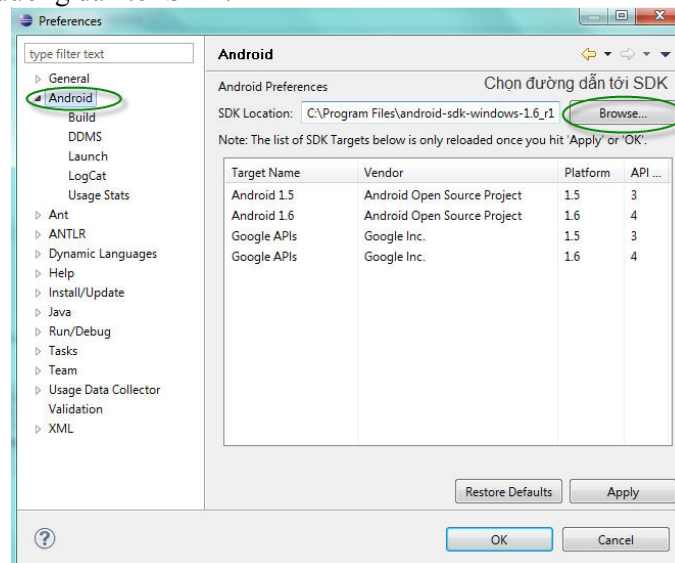 Preferences
type filter text
Android
General
Android
Build
DDMS
Launch
LogCat
Usage Stats
Ant
ANTLR
Dynamic Languages
Help
Install/Update
Java
Run/Debug
Tasks
Team
Usage Data Collector
Validation
XML
Android Preferences
Chọn đường dẫn tới SDK
SDK Location: C:\Program Files\android-sdk-windows-1.6_r1 Browse...
Note: The list of SDK Targets below is only reloaded once you hit 'Apply' or 'OK'.
Target Name Vendor Platform API ...
Android 1.5 Android Open Source Project 1.5 3
Android 1.6 Android Open Source Project 1.6 4
Google APIs Google Inc. 1.5 3
Google APIs Google Inc. 1.6 4
Restore Defaults Apply
OK Cancel